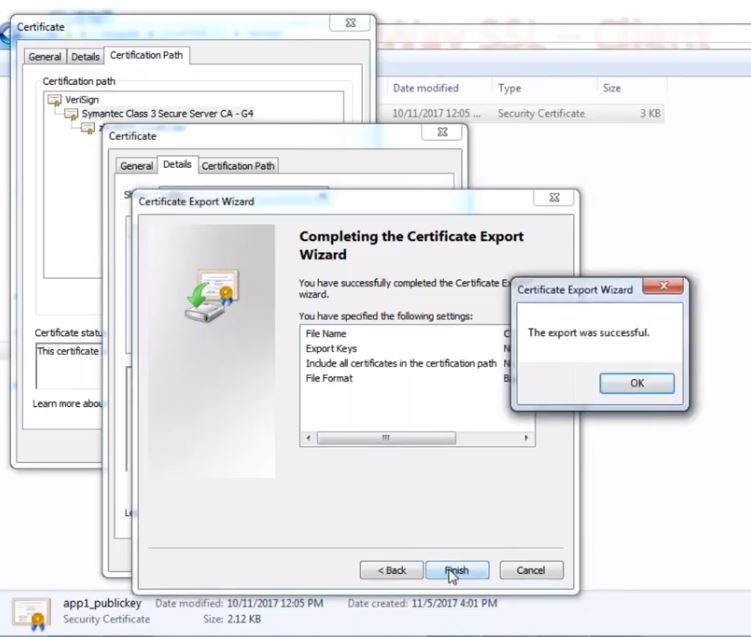 Way SSL - Client
Certificate
General Details Certification Path
Certification path
VeriSign
Symantec Class 3 Secure Server CA - G4
Date modified Type Size
10/11/2017 12:05 ... Security Certificate 3 KB
Certificate
General Details Certification Path
Certificate Export Wizard
Completing the Certificate Export
Wizard
You have successfully completed the Certificate
wizard.
You have specified the following settings:
File Name
Export Keys
Include all certificates in the certification path
File Format
Certificate Export Wizard
The export was successful.
OK
Certificate
This certificate
Learn more
< Back Finish Cancel
app1_publickey Date modified: 10/11/2017 12:05 PM Date created: 11/5/2017 4:01 PM
Security Certificate Size: 2.12 KB